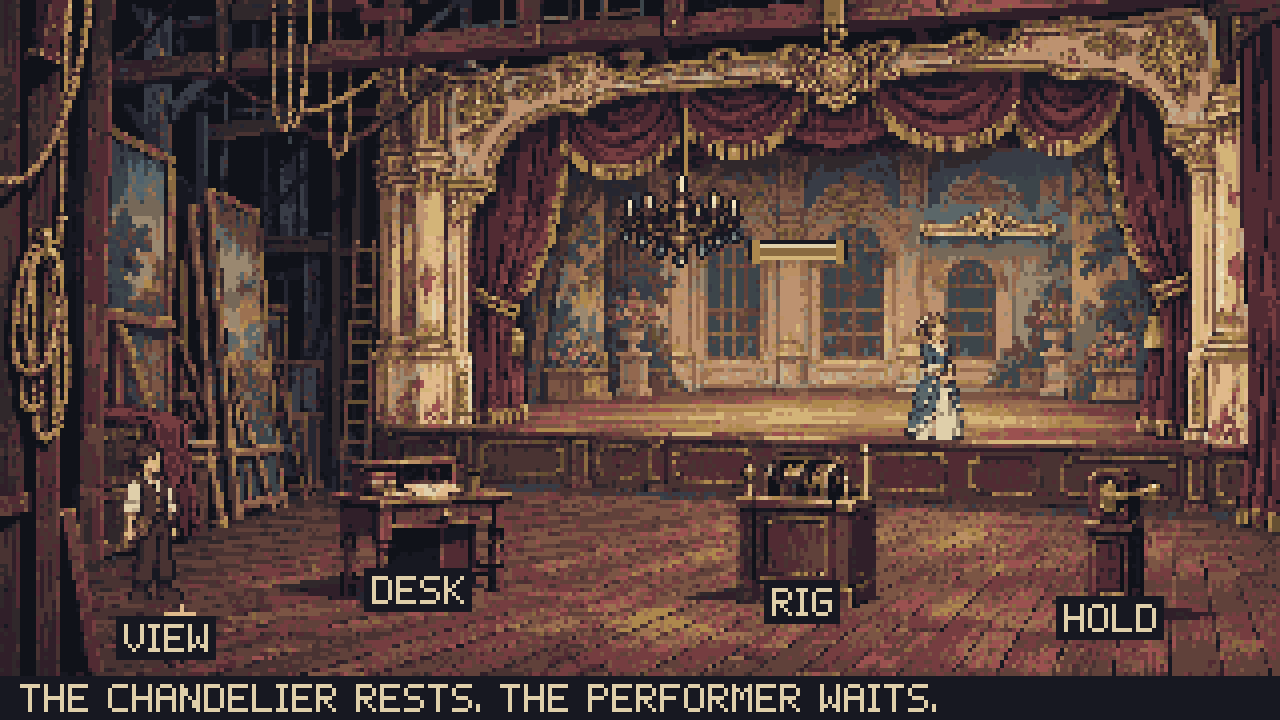 DESK
RIG
HOLD
VIEW
THE CHANDELIER RESTS. THE PERFORMER WAITS.